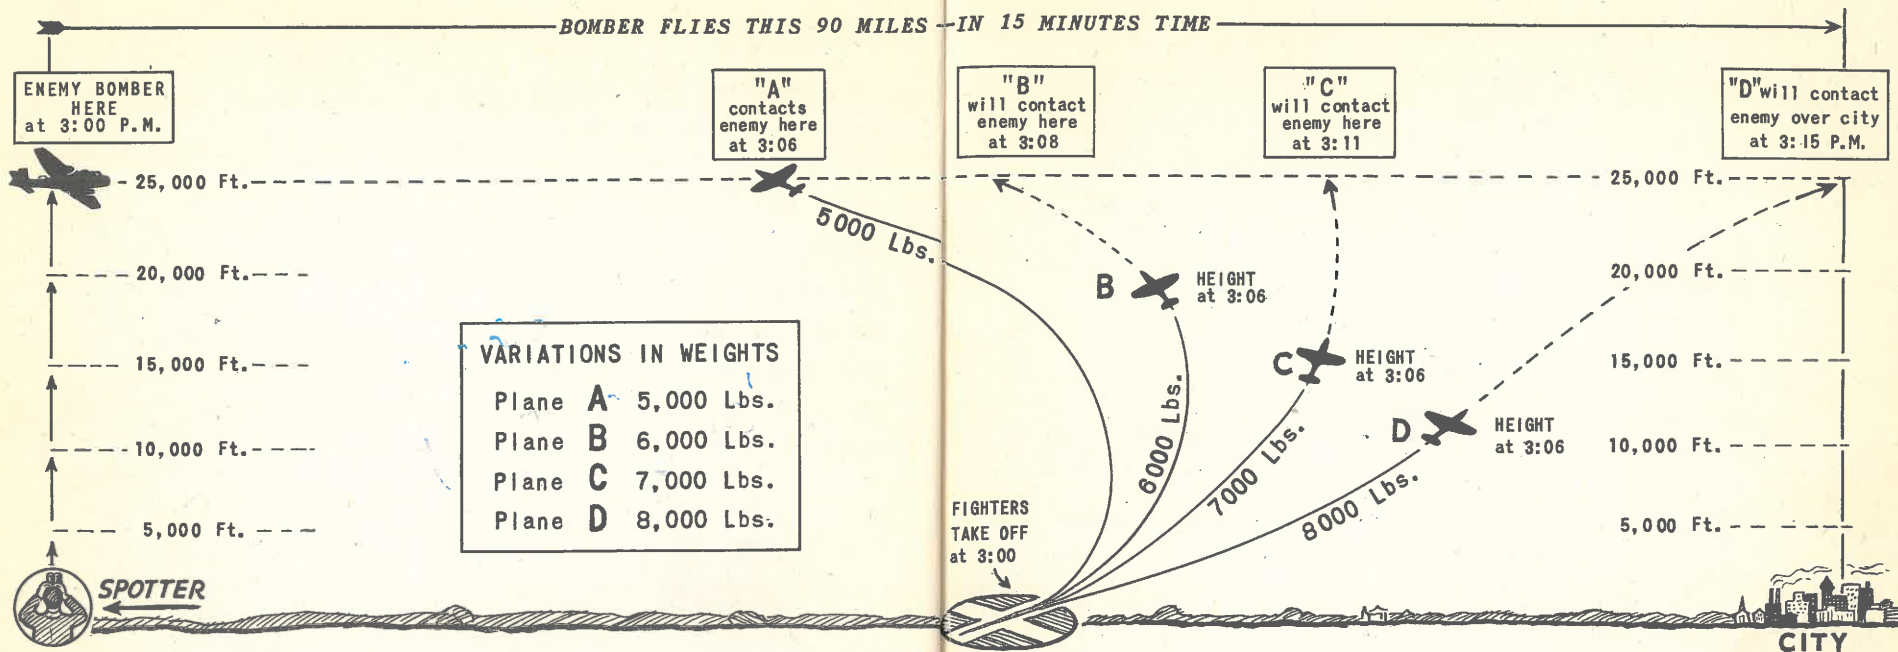 BOMBER FLIES THIS 90 MILES - IN 15 MINUTES TIME
ENEMY BOMBER
HERE
at 3:00 P.M.
"A"
contacts
enemy here
at 3:06
"B"
will contact
enemy here
at 3:08
"C"
will contact
enemy here
at 3:11
"D" will contact
enemy over city
at 3:15 P.M.
25,000 Ft.
25,000 Ft.
5000 Lbs.
20,000 Ft.
B
HEIGHT
at 3:06
20,000 Ft.
VARIATIONS IN WEIGHTS
Plane A 5,000 Lbs.
Plane B 6,000 Lbs.
Plane C 7,000 Lbs.
Plane D 8,000 Lbs.
15,000 Ft.
C
HEIGHT
at 3:06
15,000 Ft.
6000 Lbs.
7000 Lbs.
D
HEIGHT
at 3:06
10,000 Ft.
10,000 Ft.
8000 Lbs.
5,000 Ft.
FIGHTERS
TAKE OFF
at 3:00
5,000 Ft.
SPOTTER
CITY